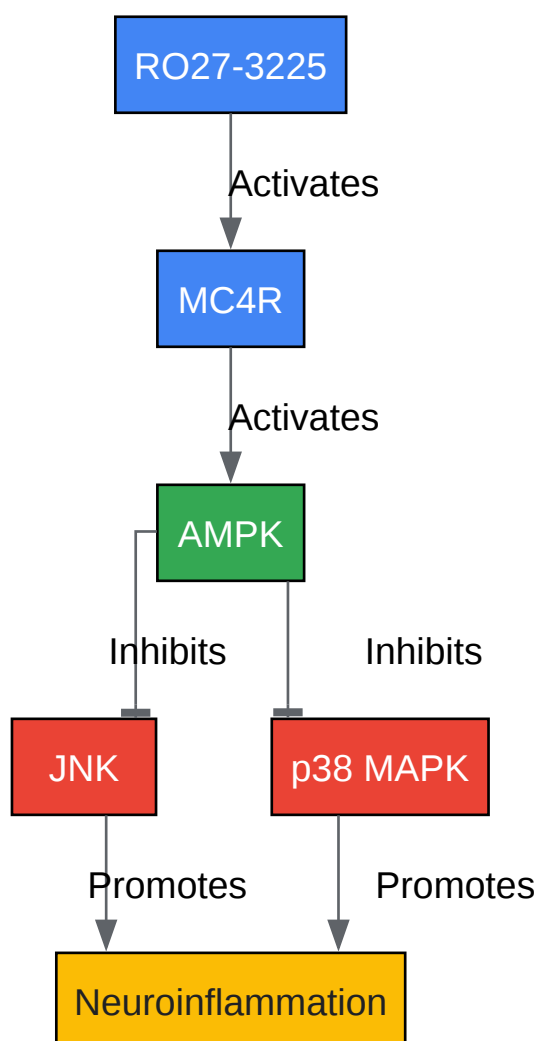 RO27-3225
Activates
MC4R
Activates
AMPK
Inhibits
Inhibits
JNK
p38 MAPK
Promotes
Promotes
Neuroinflammation